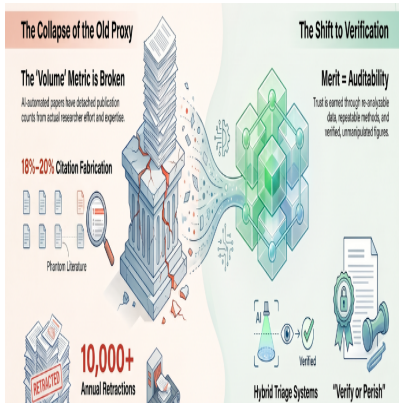 The Collapse of the Old Proxy
The 'Volume' Metric is Broken
AI-automated papers have detached publication
counts from actual researcher effort and expertise.
18%–20% Citation Fabrication
Phantom Literature
RETRACTED
10,000+
Annual Retractions
The Shift to Verification
Merit = Auditability
Trust is earned through re-analyzable
data, repeatable methods, and
verified, unmanipulated figures.
AI
Verified
Hybrid Triage Systems
"Verify or Perish"